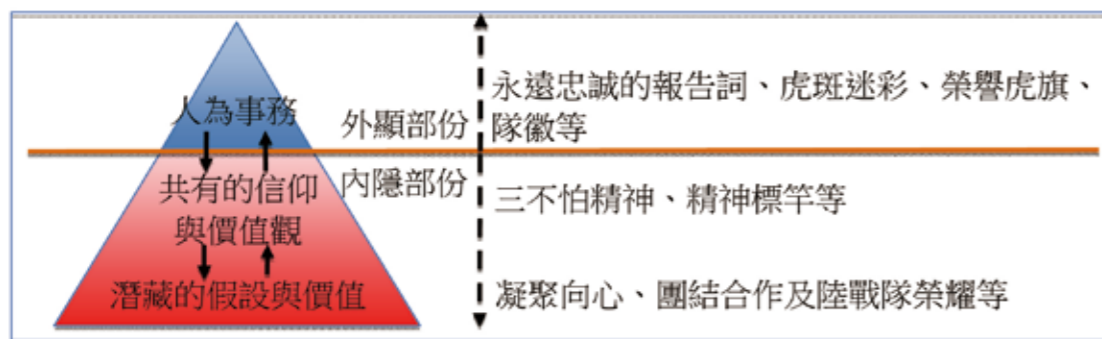 人為事務
外顯部份
永遠忠誠的報告詞、虎斑迷彩、榮譽虎旗、
隊徽等
共有的信仰
與價值觀
內隱部份
三不怕精神、精神標竿等
潛藏的假設與價值
凝聚向心、團結合作及陸戰隊榮耀等